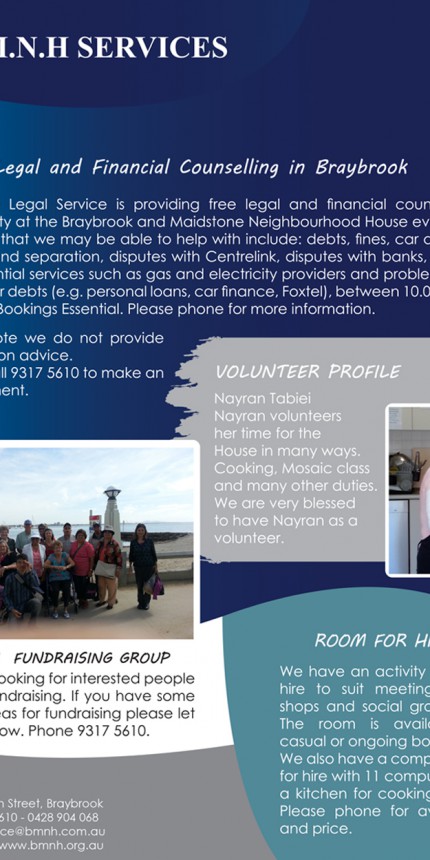 M.N.H SERVICES
Legal and Financial Counselling in Braybrook
Legal Service is providing free legal and financial coun
ty at the Braybrook and Maidstone Neighbourhood House ev
that we may be able to help with include: debts, fines, car
nd separation, disputes with Centrelink, disputes with banks,
ntial services such as gas and electricity providers and proble
r debts (e.g. personal loans, car finance, Foxtel), between 10.0
Bookings Essential. Please phone for more information.
ote we do not provide
on advice.
ll 9317 5610 to make an
ment.
VOLUNTEER PROFILE
Nayran Tabiei
Nayran volunteers
her time for the
House in many ways.
Cooking, Mosaic class
and many other duties.
We are very blessed
to have Nayran as a
volunteer.
FUNDRAISING GROUP
ooking for interested people
ndraising. If you have some
eas for fundraising please let
ow. Phone 9317 5610.
ROOM FOR HI
We have an activity
hire to suit meeting
shops and social gro
The room is availa
casual or ongoing bo
We also have a comp
for hire with 11 compu
a kitchen for cooking
Please phone for av
and price.
n Street, Braybrook
610 - 0428 904 068
ce@bmnh.com.au
www.bmnh.org.au